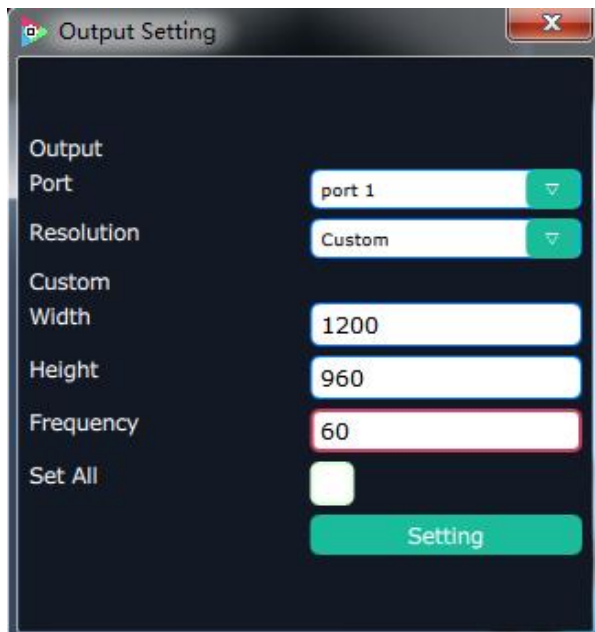 Output Setting
Output
Port
port 1
Resolution
Custom
Custom
Width
1200
Height
960
Frequency
60
Set All
Setting